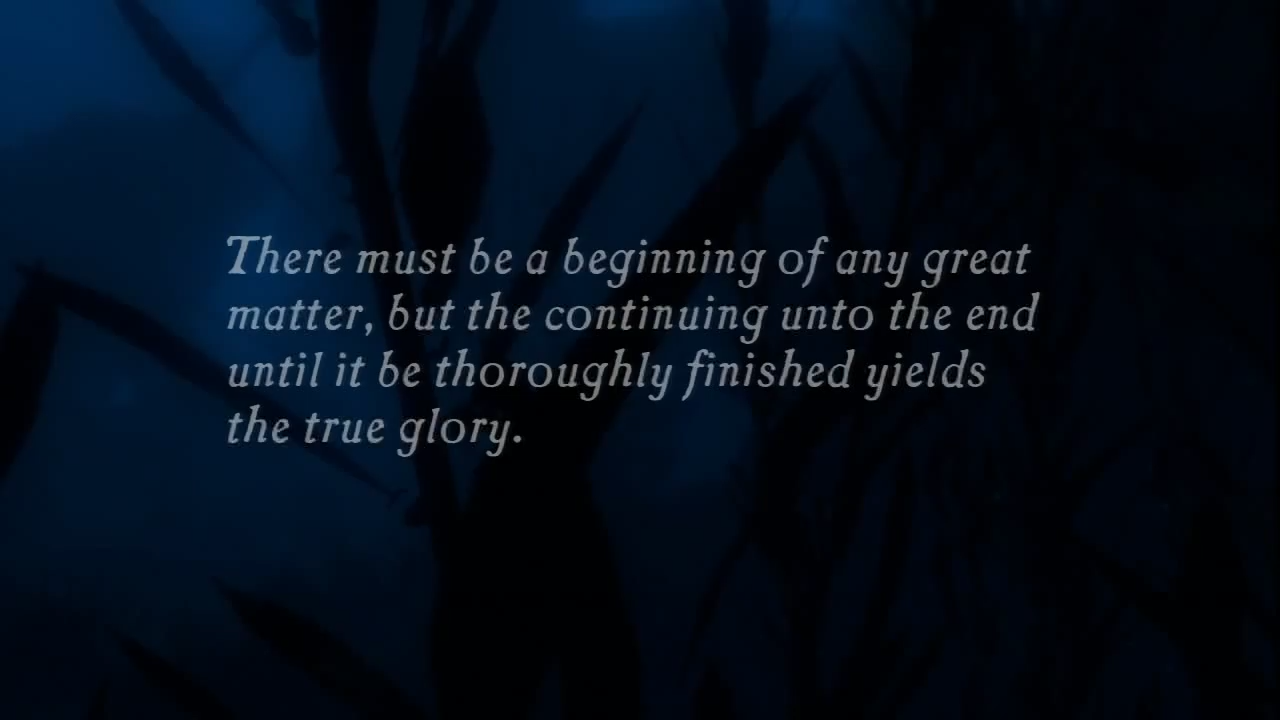 There must be a beginning of any great
matter, but the continuing unto the end
until it be thoroughly finished yields
the true glory.